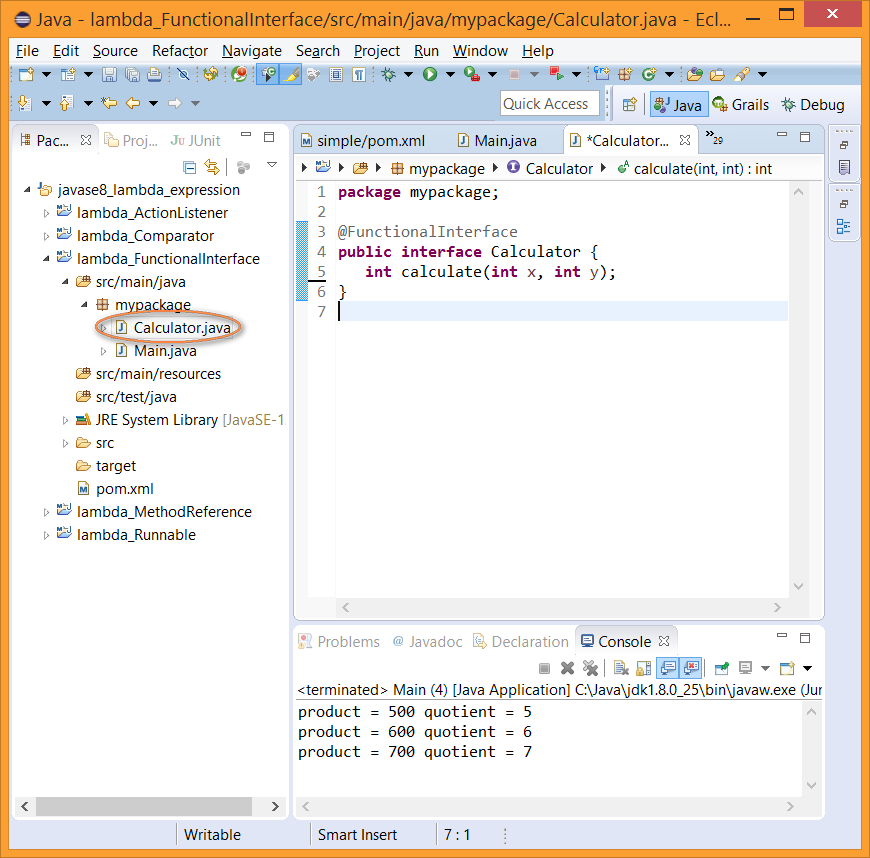 Java - lambda_FunctionalInterface/src/main/java/mypackage/Calculator.java - Ecl...
File Edit Source Refactor Navigate Search Project Run Window Help
Quick Access Java Grails Debug
Pac... Proj... JUnit
javase8_lambda_expression
lambda_ActionListener
lambda_Comparator
lambda_FunctionalInterface
src/main/java
mypackage
Calculator.java
Main.java
src/main/resources
src/test/java
JRE System Library [JavaSE-1
src
target
pom.xml
lambda_MethodReference
lambda_Runnable
simple/pom.xml Main.java *Calculator... »29
mypackage Calculator calculate(int, int) : int
1 package mypackage;
2
3 @FunctionalInterface
4 public interface Calculator {
5 int calculate(int x, int y);
6 }
7
Problems @ Javadoc Declaration Console
<terminated> Main (4) [Java Application] C:\Java\jdk1.8.0_25\bin\javaw.exe (Jun
product = 500 quotient = 5
product = 600 quotient = 6
product = 700 quotient = 7
Writable Smart Insert 7 : 1